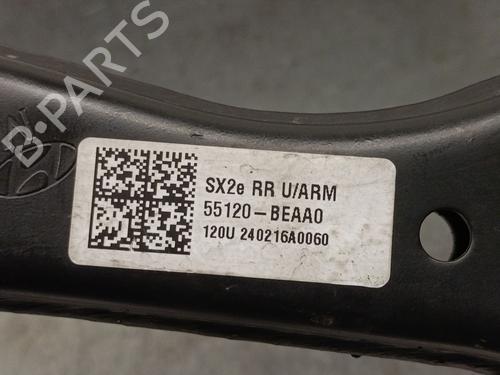 B-PARTS
SX2e RR U/ARM
55120-BEAA0
120U 240216A0060